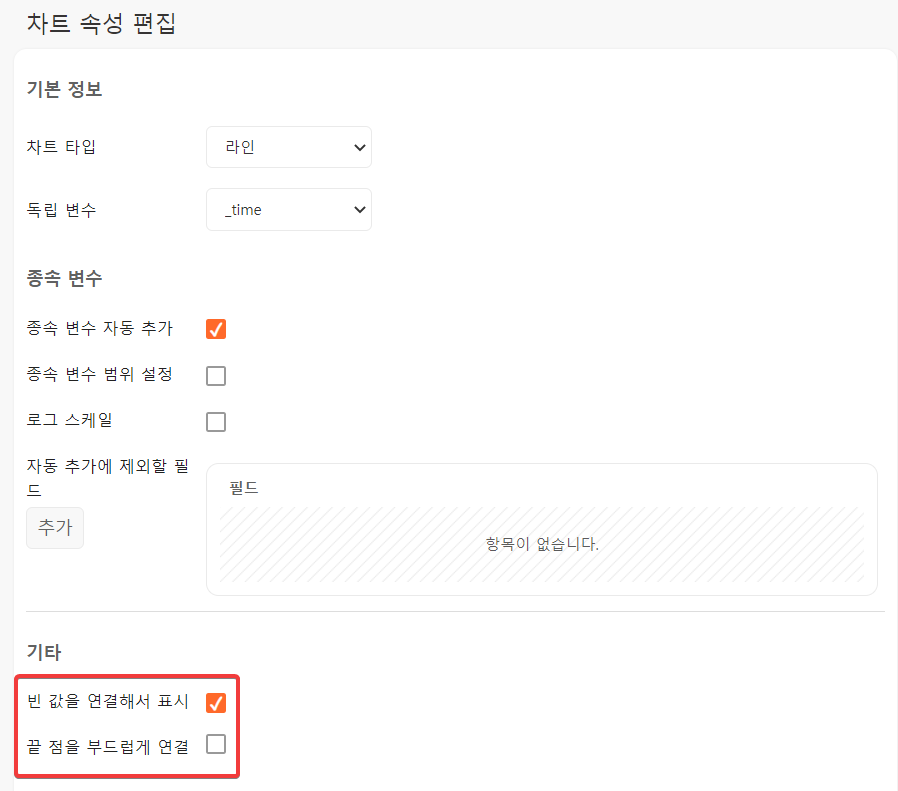 차트 속성 편집
기본 정보
차트 타입
라인
독립 변수
_time
종속 변수
종속 변수 자동 추가
종속 변수 범위 설정
로그 스케일
자동 추가에 제외할 필
드
추가
필드
항목이 없습니다.
기타
빈 값을 연결해서 표시
끝 점을 부드럽게 연결